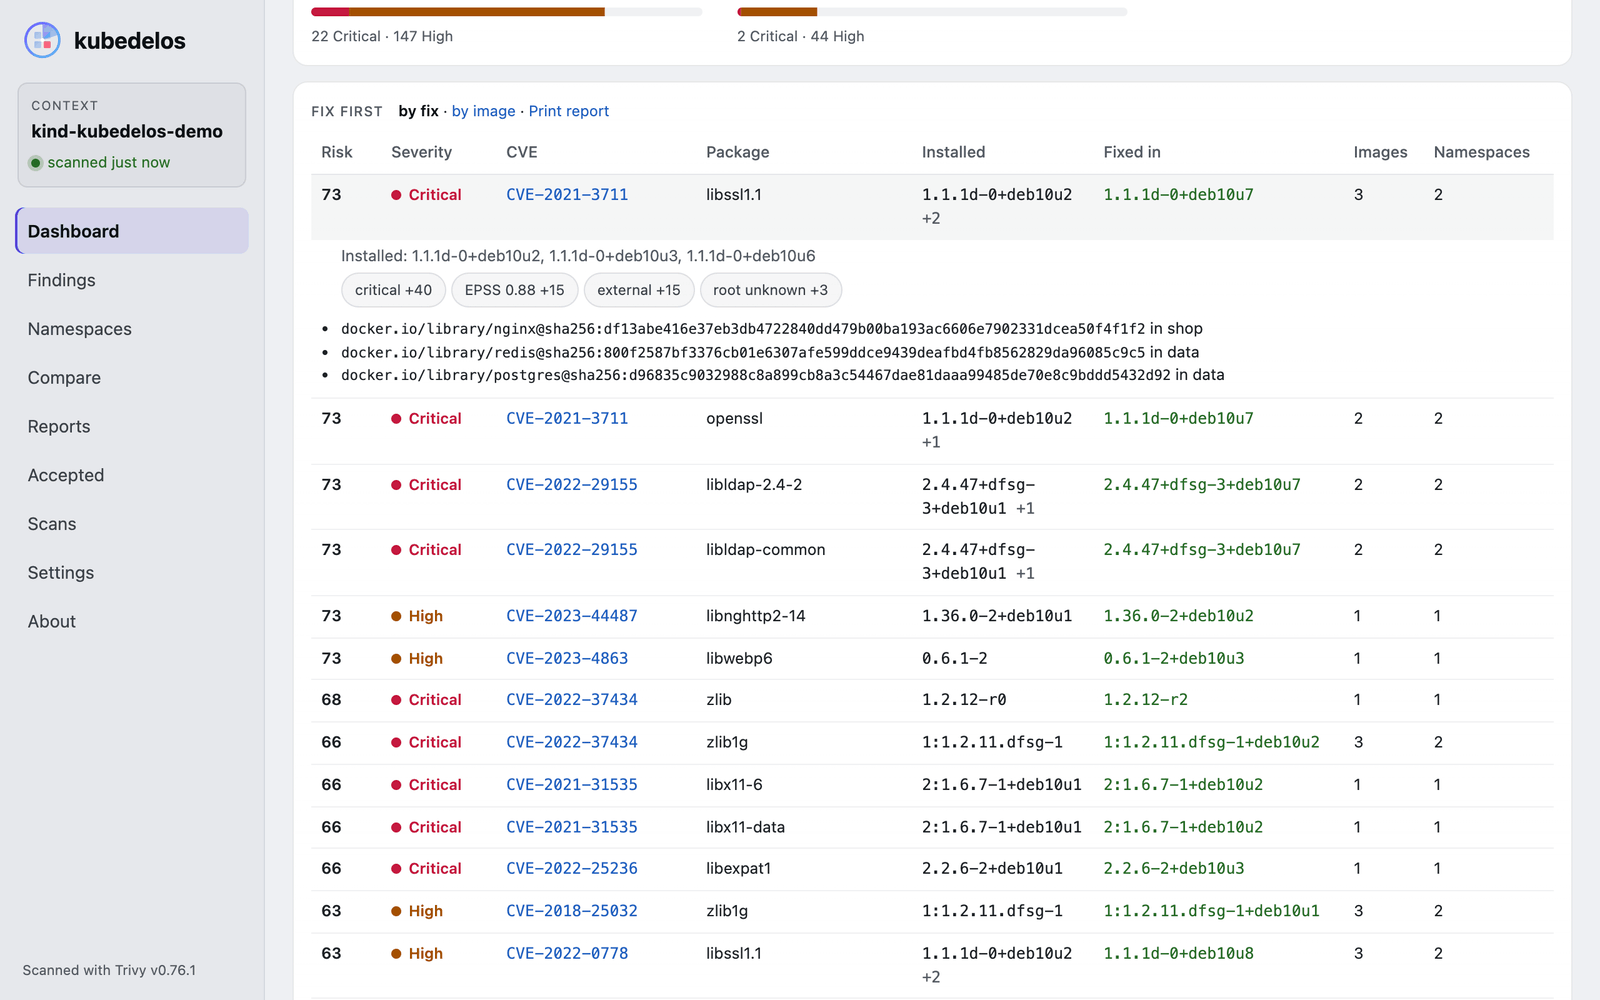 kubedelos
CONTEXT
kind-kubedelos-demo
scanned just now
Dashboard
Findings
Namespaces
Compare
Reports
Accepted
Scans
Settings
About
Scanned with Trivy v0.76.1
22 Critical · 147 High
2 Critical · 44 High
FIX FIRST by fix · by image · Print report
Risk Severity CVE Package Installed Fixed in Images Namespaces
73 Critical CVE-2021-3711 libssl1.1 1.1.1d-0+deb10u2 1.1.1d-0+deb10u7 3 2
+2
Installed: 1.1.1d-0+deb10u2, 1.1.1d-0+deb10u3, 1.1.1d-0+deb10u6
critical +40 EPSS 0.88 +15 external +15 root unknown +3
• docker.io/library/nginx@sha256:df13abe416e37eb3db4722840dd479b00ba193ac6606e7902331dcea50f4f1f2 in shop
• docker.io/library/redis@sha256:800f2587bf3376cb01e6307afe599ddce9439deafbd4fb8562829da96085c9c5 in data
• docker.io/library/postgres@sha256:d96835c9032988c8a899cb8a3c54467dae81daaa99485de70e8c9bddd5432d92 in data
73 Critical CVE-2021-3711 openssl 1.1.1d-0+deb10u2 1.1.1d-0+deb10u7 2 2
+1
73 Critical CVE-2022-29155 libldap-2.4-2 2.4.47+dfsg- 2.4.47+dfsg-3+deb10u7 2 2
3+deb10u1 +1
73 Critical CVE-2022-29155 libldap-common 2.4.47+dfsg- 2.4.47+dfsg-3+deb10u7 2 2
3+deb10u1 +1
73 High CVE-2023-44487 libnghttp2-14 1.36.0-2+deb10u1 1.36.0-2+deb10u2 1 1
73 High CVE-2023-4863 libwebp6 0.6.1-2 0.6.1-2+deb10u3 1 1
68 Critical CVE-2022-37434 zlib 1.2.12-r0 1.2.12-r2 1 1
66 Critical CVE-2022-37434 zlib1g 1:1.2.11.dfsg-1 1:1.2.11.dfsg-1+deb10u2 3 2
66 Critical CVE-2021-31535 libx11-6 2:1.6.7-1+deb10u1 2:1.6.7-1+deb10u2 1 1
66 Critical CVE-2021-31535 libx11-data 2:1.6.7-1+deb10u1 2:1.6.7-1+deb10u2 1 1
66 Critical CVE-2022-25236 libexpat1 2.2.6-2+deb10u1 2.2.6-2+deb10u3 1 1
63 High CVE-2018-25032 zlib1g 1:1.2.11.dfsg-1 1:1.2.11.dfsg-1+deb10u1 3 2
63 High CVE-2022-0778 libssl1.1 1.1.1d-0+deb10u2 1.1.1d-0+deb10u8 3 2
+2